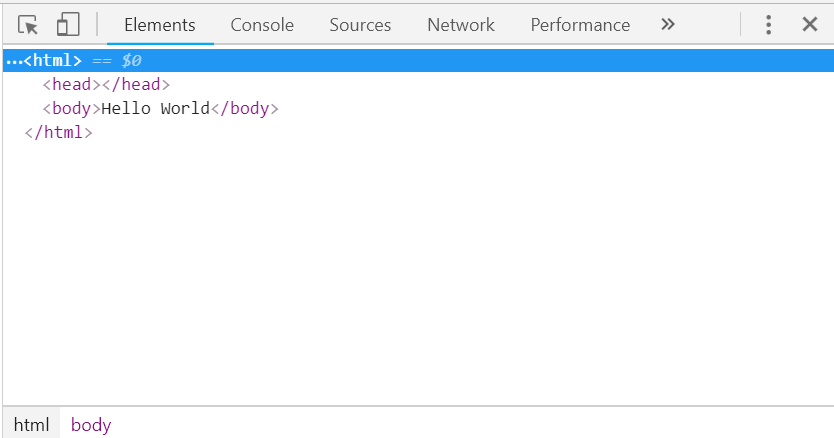 Elements Console Sources Network Performance »
...<html> == $0
<head></head>
<body>Hello World</body>
</html>
html body